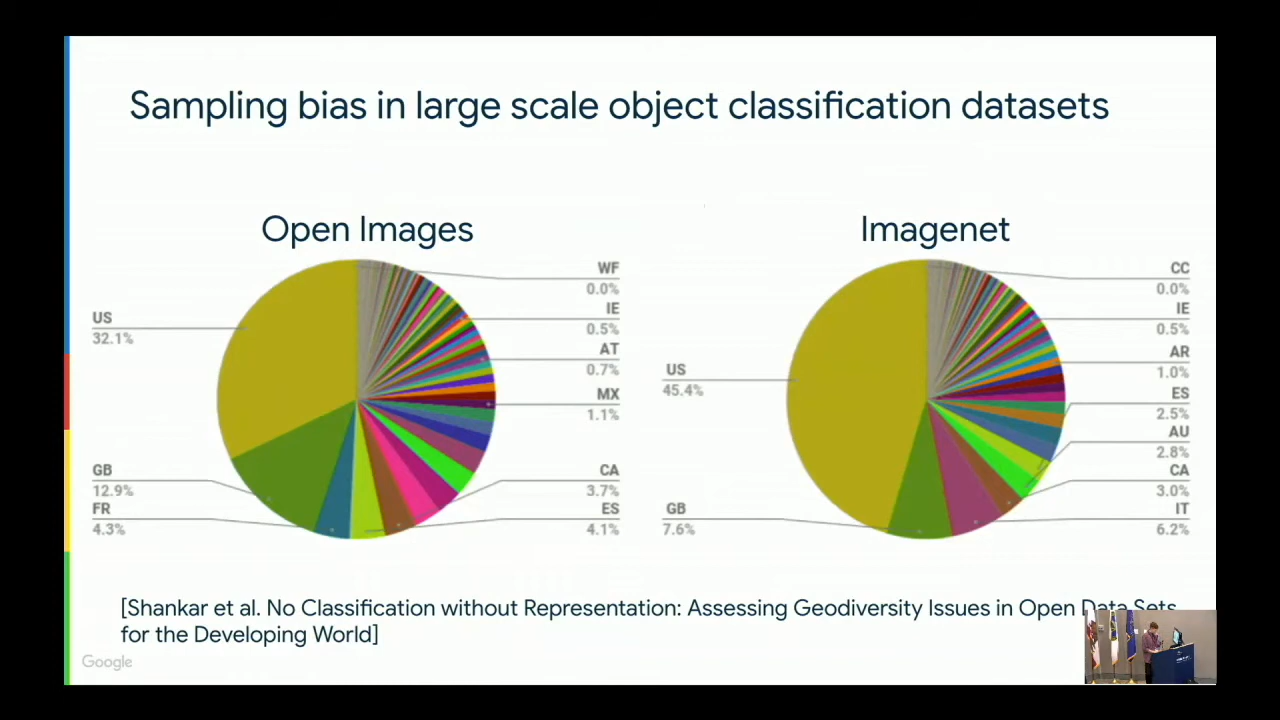 Sampling bias in large scale object classification datasets
Open Images
US
32.1%
GB
12.9%
FR
4.3%
WF
0.0%
IE
0.5%
AT
0.7%
MX
1.1%
CA
3.7%
ES
4.1%
Imagenet
US
45.4%
GB
7.6%
CC
0.0%
IE
0.5%
AR
1.0%
ES
2.5%
AU
2.8%
CA
3.0%
IT
6.2%
[Shankar et al. No Classification without Representation: Assessing Geodiversity Issues in Open Data Sets
for the Developing World]
Google